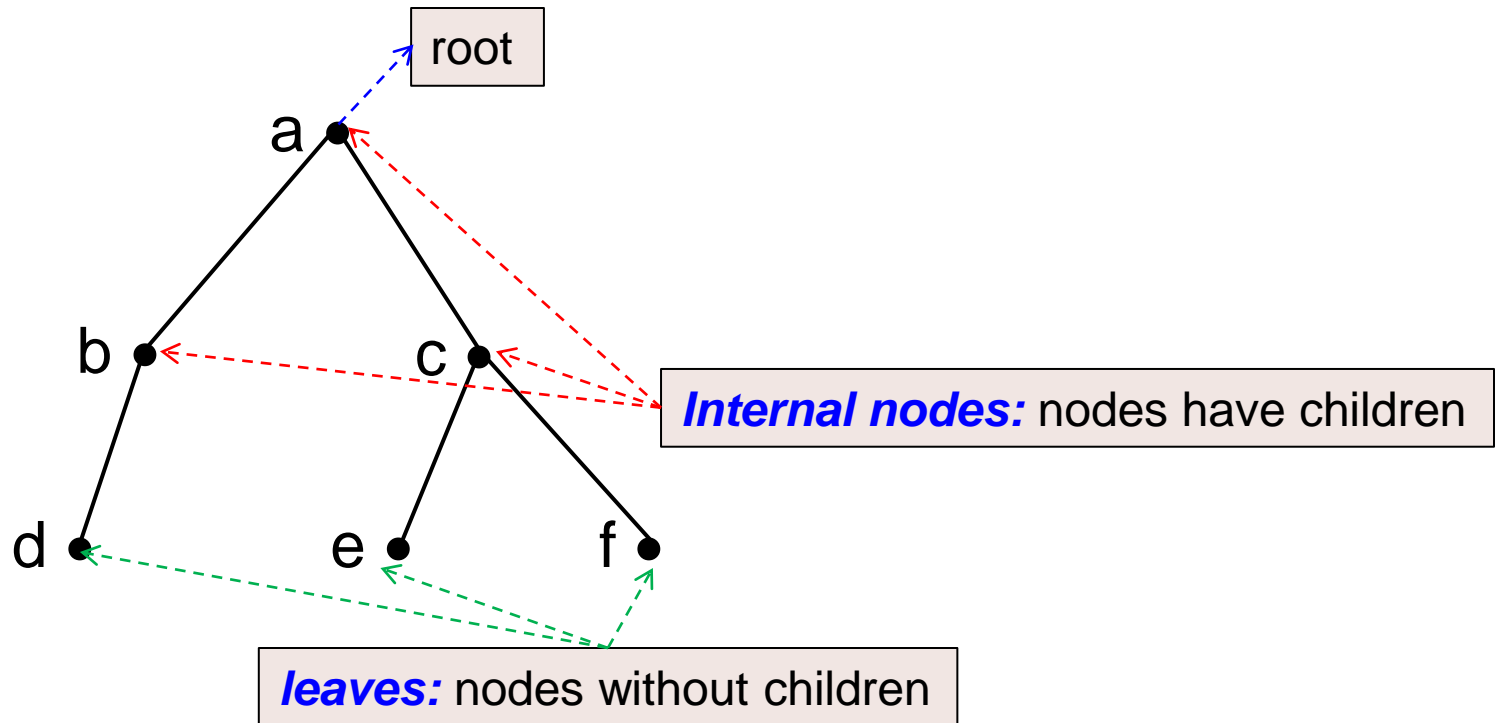 root
a
b
c
Internal nodes: nodes have children
d
e
f
leaves: nodes without children